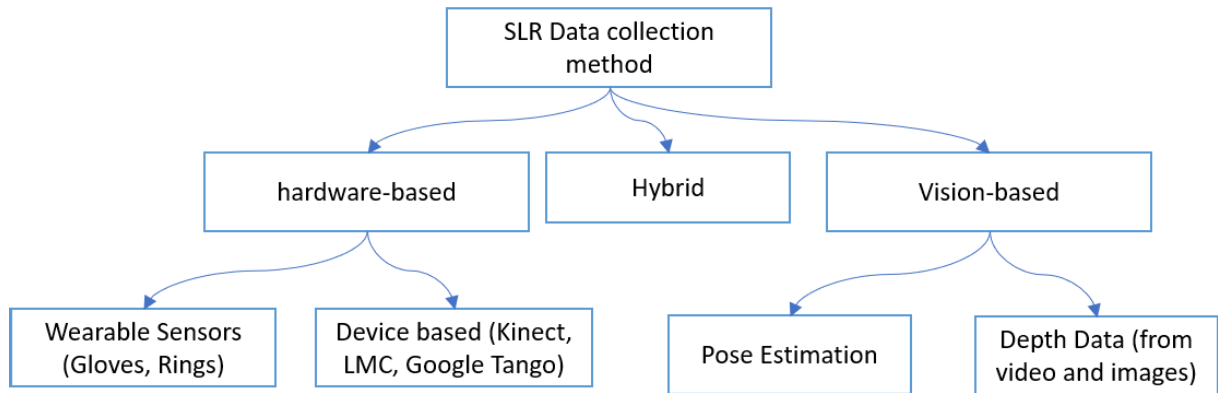 SLR Data collection
method
hardware-based
Hybrid
Vision-based
Wearable Sensors
(Gloves, Rings)
Device based (Kinect,
LMC, Google Tango)
Pose Estimation
Depth Data (from
video and images)